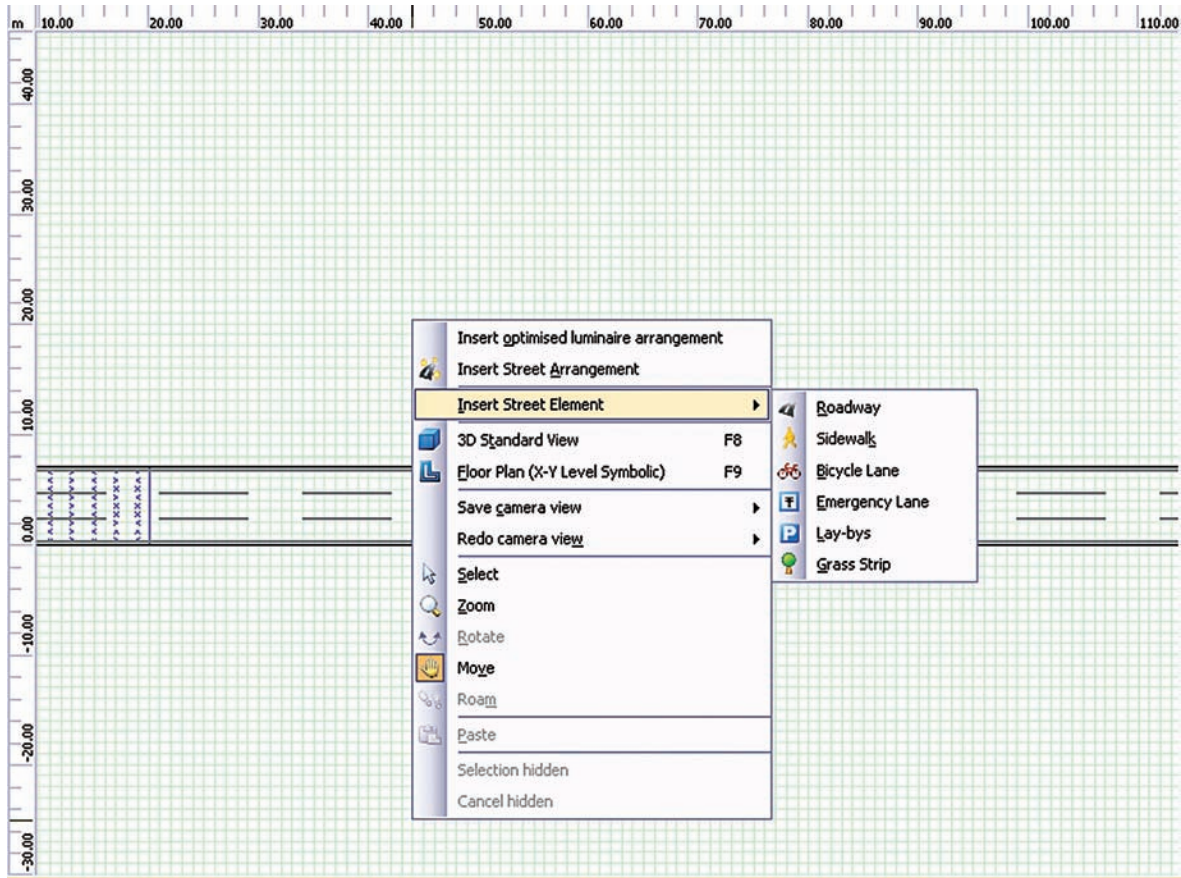 m 10.00 20.00 30.00 40.00 50.00 60.00 70.00 80.00 90.00 100.00 110.00
40.00
30.00
20.00
10.00
0.00
-10.00
-20.00
-30.00
Insert optimised luminaire arrangement
Insert Street Arrangement
Insert Street Element
3D Standard View F8
Floor Plan (X-Y Level Symbolic) F9
Save camera view
Redo camera view
Select
Zoom
Rotate
Move
Roam
Paste
Selection hidden
Cancel hidden
Roadway
Sidewalk
Bicycle Lane
Emergency Lane
P Lay-bys
Grass Strip